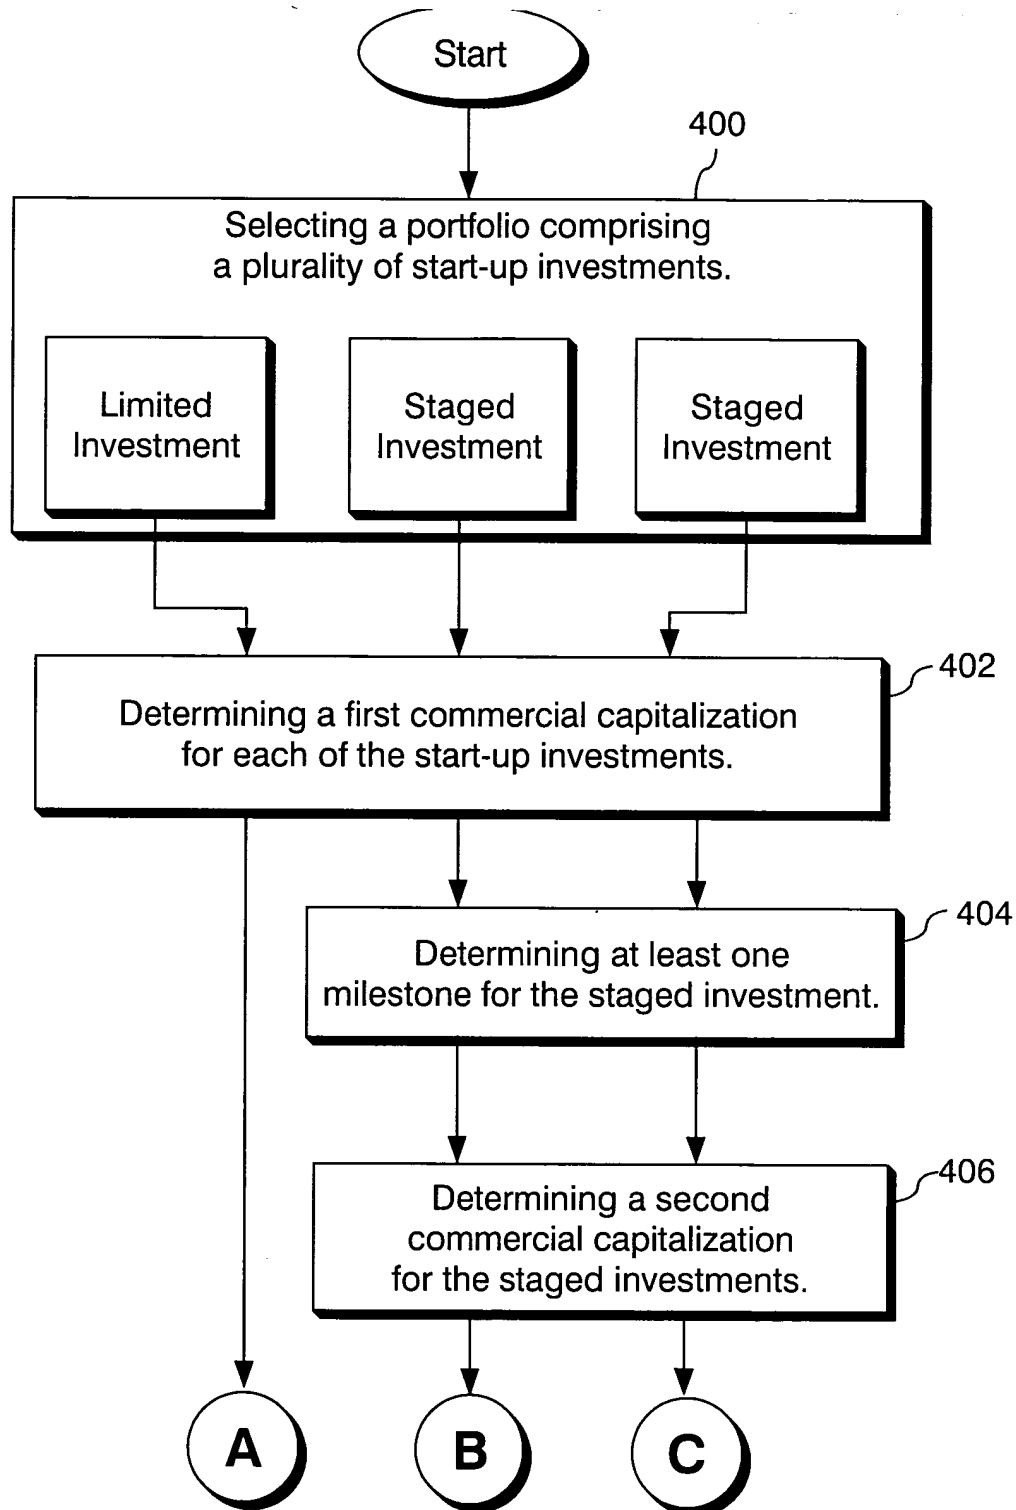 Start
400
Selecting a portfolio comprising
a plurality of start-up investments.
Limited
Investment
Staged
Investment
Staged
Investment
402
Determining a first commercial capitalization
for each of the start-up investments.
404
Determining at least one
milestone for the staged investment.
406
Determining a second
commercial capitalization
for the staged investments.
A
B
C